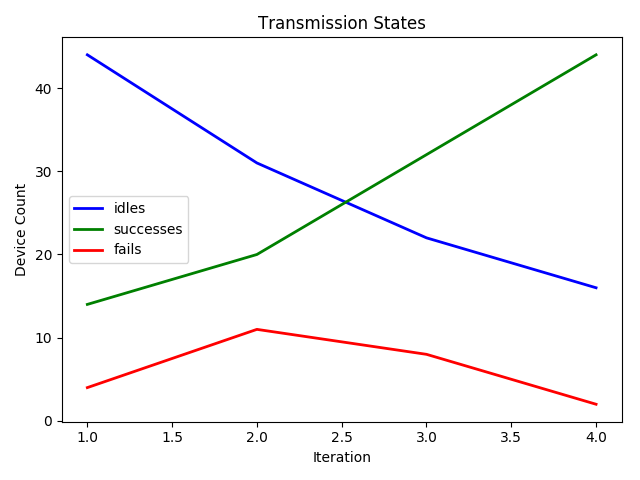 Transmission States
Device Count
40
30
20
10
0
idles
successes
fails
1.0 1.5 2.0 2.5 3.0 3.5 4.0
Iteration